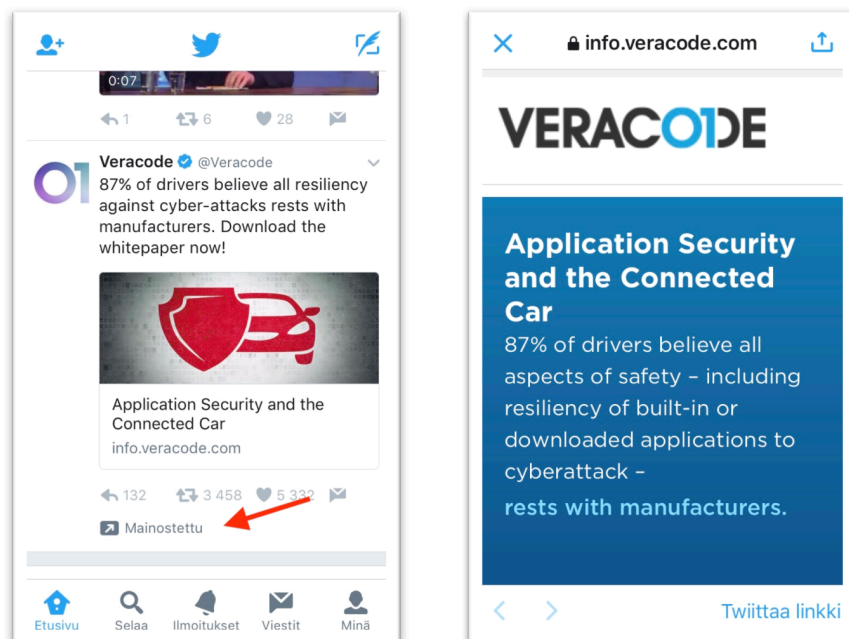 0:07
1 6 28
Veracode @Veracode
87% of drivers believe all resiliency
against cyber-attacks rests with
manufacturers. Download the
whitepaper now!
Application Security and the
Connected Car
info.veracode.com
132 3 458 5 332
Mainostettu
Etusivu Selaa Ilmoitukset Viestit Minä
info.veracode.com
VERACODE
Application Security
and the Connected
Car
87% of drivers believe all
aspects of safety – including
resiliency of built-in or
downloaded applications to
cyberattack –
rests with manufacturers.
Twiittaa linkki